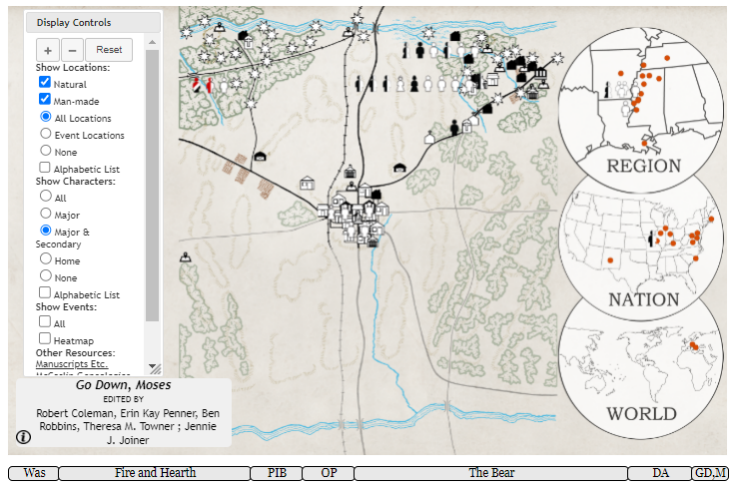 Display Controls
+ − Reset
Show Locations:
Natural
Man-made
All Locations
Event Locations
None
Alphabetic List
Show Characters:
All
Major
Major &
Secondary
Home
None
Alphabetic List
Show Events:
All
Heatmap
Other Resources:
Manuscripts Etc.
Go Down, Moses
EDITED BY
Robert Coleman, Erin Kay Penner, Ben
Robbins, Theresa M. Towner ; Jennie
J. Joiner
i
REGION
NATION
WORLD
Was Fire and Hearth PIB OP The Bear DA GD,M